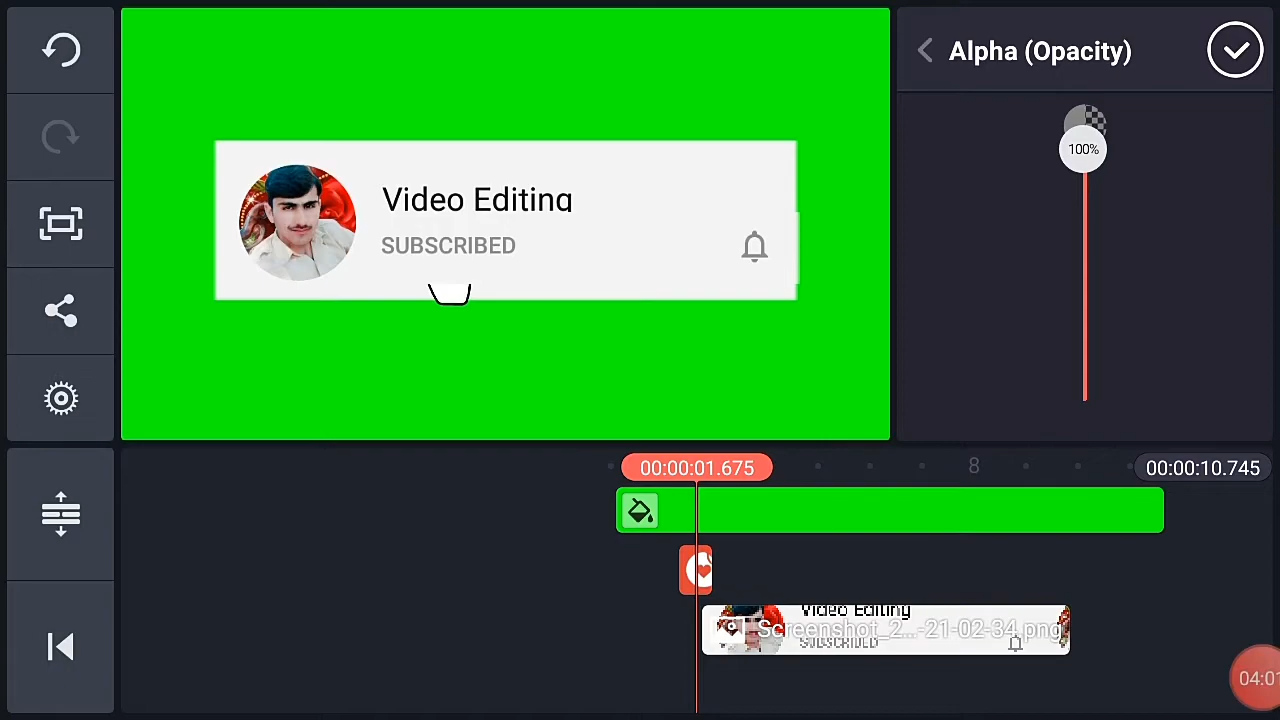 Alpha (Opacity)
100%
Video Editing
SUBSCRIBED
00:00:01.675
8
00:00:10.745
Video Editing
Screenshot_2...-21-02-34.png
SUBSCRIBED
04:01